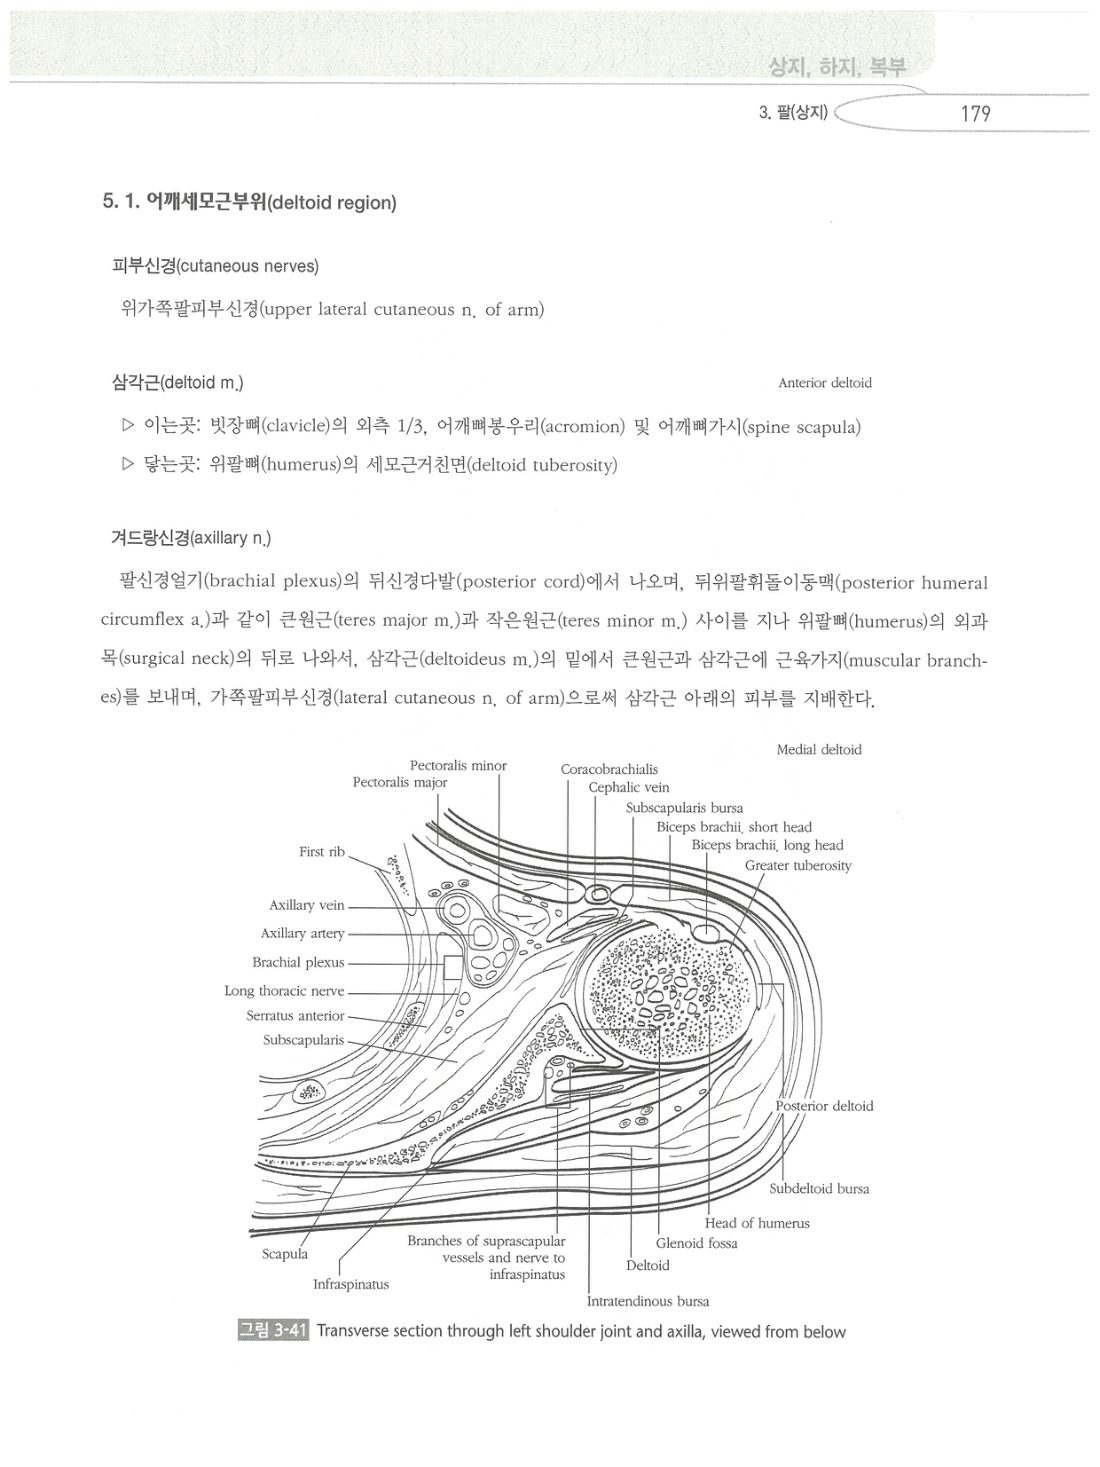 상지, 하지, 복부
3. 팔(상지)
179
5. 1. 어깨세모근부위(deltoid region)
피부신경(cutaneous nerves)
위가쪽팔피부신경(upper lateral cutaneous n. of arm)
삼각근(deltoid m.)
Anterior deltoid
▷ 이는곳: 빗장뼈(clavicle)의 외측 1/3, 어깨뼈봉우리(acromion) 및 어깨뼈가시(spine scapula)
▷ 닿는곳: 위팔뼈(humerus)의 세모근거친면(deltoid tuberosity)
겨드랑신경(axillary n.)
팔신경얼기(brachial plexus)의 뒤신경다발(posterior cord)에서 나오며, 뒤위팔휘돌이동맥(posterior humeral
circumflex a.)과 같이 큰원근(teres major m.)과 작은원근(teres minor m.) 사이를 지나 위팔뼈(humerus)의 외과
목(surgical neck)의 뒤로 나와서, 삼각근(deltoideus m.)의 밑에서 큰원근과 삼각근에 근육가지(muscular branch-
es)를 보내며, 가쪽팔피부신경(lateral cutaneous n. of arm)으로써 삼각근 아래의 피부를 지배한다.
Medial deltoid
Pectoralis minor
Pectoralis major
Coracobrachialis
Cephalic vein
Subscapularis bursa
Biceps brachii, short head
Biceps brachii, long head
Greater tuberosity
First rib
Axillary vein
Axillary artery
Brachial plexus
Long thoracic nerve
Serratus anterior
Subscapularis
Posterior deltoid
Subdeltoid bursa
Head of humerus
Glenoid fossa
Deltoid
Intratendinous bursa
Branches of suprascapular
vessels and nerve to
infraspinatus
Scapula
Infraspinatus
그림 3-41 Transverse section through left shoulder joint and axilla, viewed from below